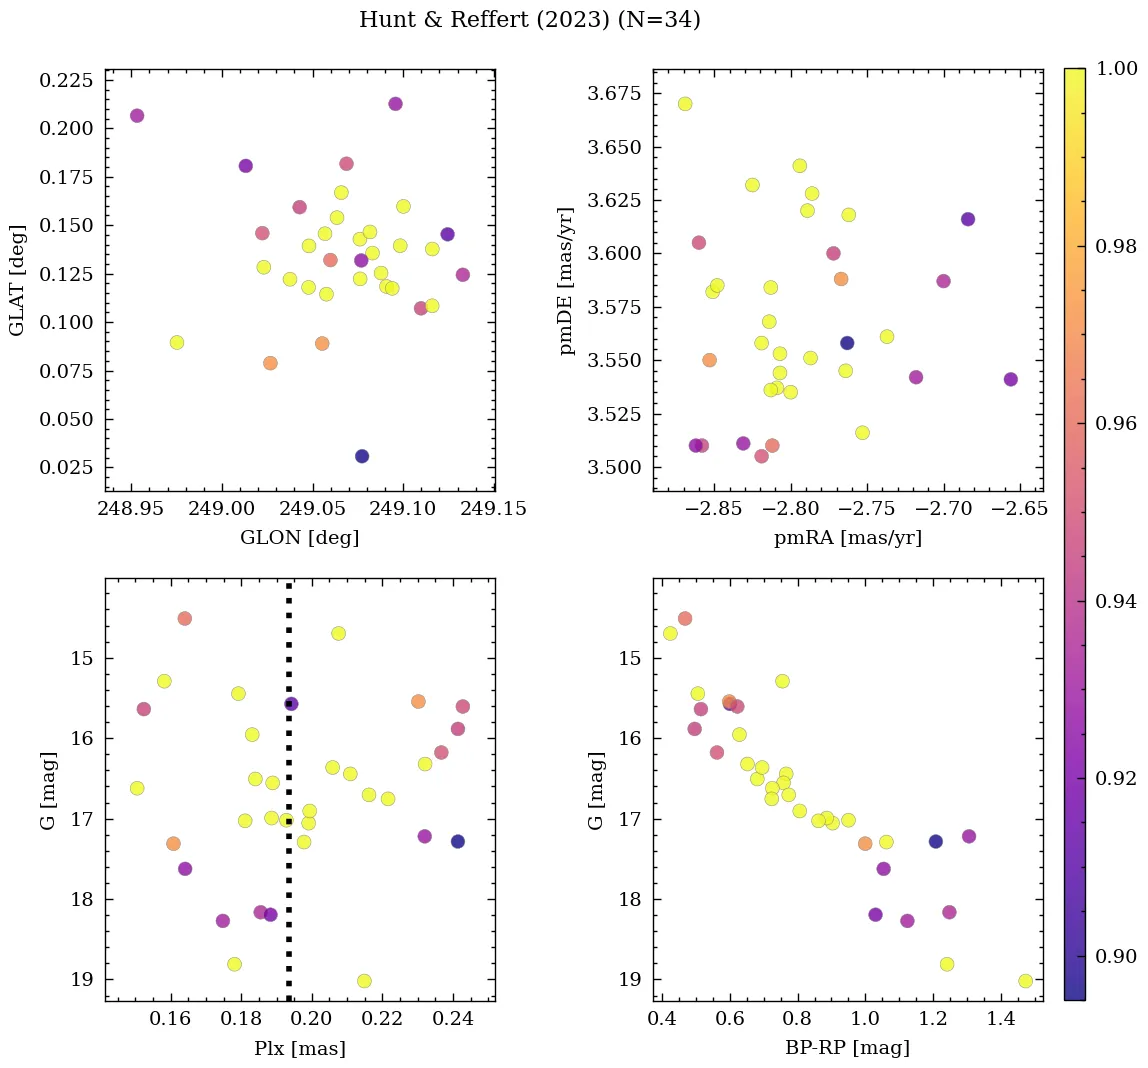 Hunt & Reffert (2023) (N=34)
0.225
0.200
0.175
0.150
0.125
0.100
0.075
0.050
0.025
GLAT [deg]
248.95 249.00 249.05 249.10 249.15
GLON [deg]
3.675
3.650
3.625
3.600
3.575
3.550
3.525
3.500
pmDE [mas/yr]
−2.85 −2.80 −2.75 −2.70 −2.65
pmRA [mas/yr]
15
16
17
18
19
G [mag]
0.16 0.18 0.20 0.22 0.24
Plx [mas]
15
16
17
18
19
G [mag]
0.4 0.6 0.8 1.0 1.2 1.4
BP-RP [mag]
1.00
0.98
0.96
0.94
0.92
0.90